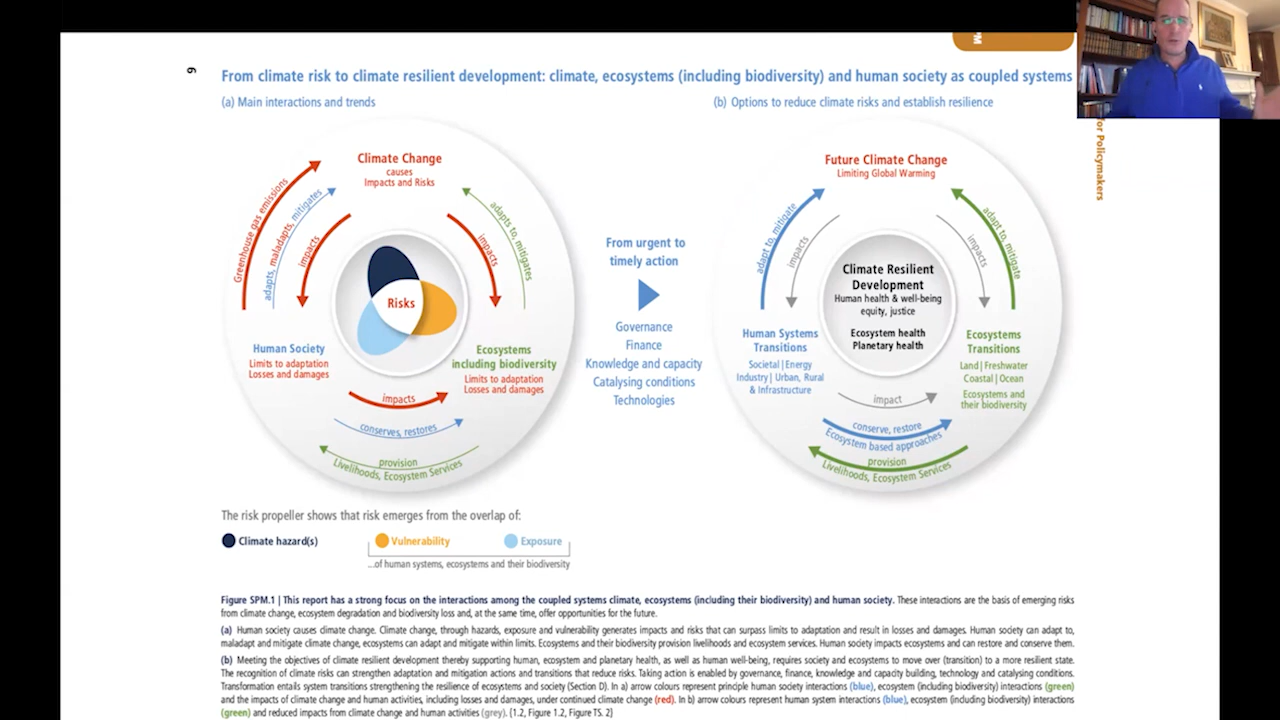 9
PM
From climate risk to climate resilient development: climate, ecosystems (including biodiversity) and human society as coupled systems
(a) Main interactions and trends
(b) Options to reduce climate risks and establish resilience
for Policymakers
Climate Change
causes
Impacts and Risks
Greenhouse gas emissions
adapts, maladapts, mitigates
impacts
impacts
adapts to, mitigates
Risks
Human Society
Limits to adaptation
Losses and damages
Ecosystems
including biodiversity
Limits to adaptation
Losses and damages
impacts
conserves, restores
provision
Livelihoods, Ecosystem Services
From urgent to
timely action
Governance
Finance
Knowledge and capacity
Catalysing conditions
Technologies
Future Climate Change
Limiting Global Warming
adapt to, mitigate
impacts
impacts
adapt to, mitigate
Climate Resilient
Development
Human health & well-being
equity, justice
Ecosystem health
Planetary health
Human Systems
Transitions
Societal | Energy
Industry | Urban, Rural
& Infrastructure
Ecosystems
Transitions
Land | Freshwater
Coastal | Ocean
Ecosystems and
their biodiversity
impact
conserve, restore
Ecosystem based approaches
provision
Livelihoods, Ecosystem Services
The risk propeller shows that risk emerges from the overlap of:
Climate hazard(s)
Vulnerability
Exposure
...of human systems, ecosystems and their biodiversity
Figure SPM.1 | This report has a strong focus on the interactions among the coupled systems climate, ecosystems (including their biodiversity) and human society. These interactions are the basis of emerging risks
from climate change, ecosystem degradation and biodiversity loss and, at the same time, offer opportunities for the future.
(a) Human society causes climate change. Climate change, through hazards, exposure and vulnerability generates impacts and risks that can surpass limits to adaptation and result in losses and damages. Human society can adapt to,
maladapt and mitigate climate change, ecosystems can adapt and mitigate within limits. Ecosystems and their biodiversity provision livelihoods and ecosystem services. Human society impacts ecosystems and can restore and conserve them.
(b) Meeting the objectives of climate resilient development thereby supporting human, ecosystem and planetary health, as well as human well-being, requires society and ecosystems to move over (transition) to a more resilient state.
The recognition of climate risks can strengthen adaptation and mitigation actions and transitions that reduce risks. Taking action is enabled by governance, finance, knowledge and capacity building, technology and catalysing conditions.
Transformation entails system transitions strengthening the resilience of ecosystems and society (Section D). In a) arrow colours represent principle human society interactions (blue), ecosystem (including biodiversity) interactions (green)
and the impacts of climate change and human activities, including losses and damages, under continued climate change (red). In b) arrow colours represent human system interactions (blue), ecosystem (including biodiversity) interactions
(green) and reduced impacts from climate change and human activities (grey). {1.2, Figure 1.2, Figure TS. 2}